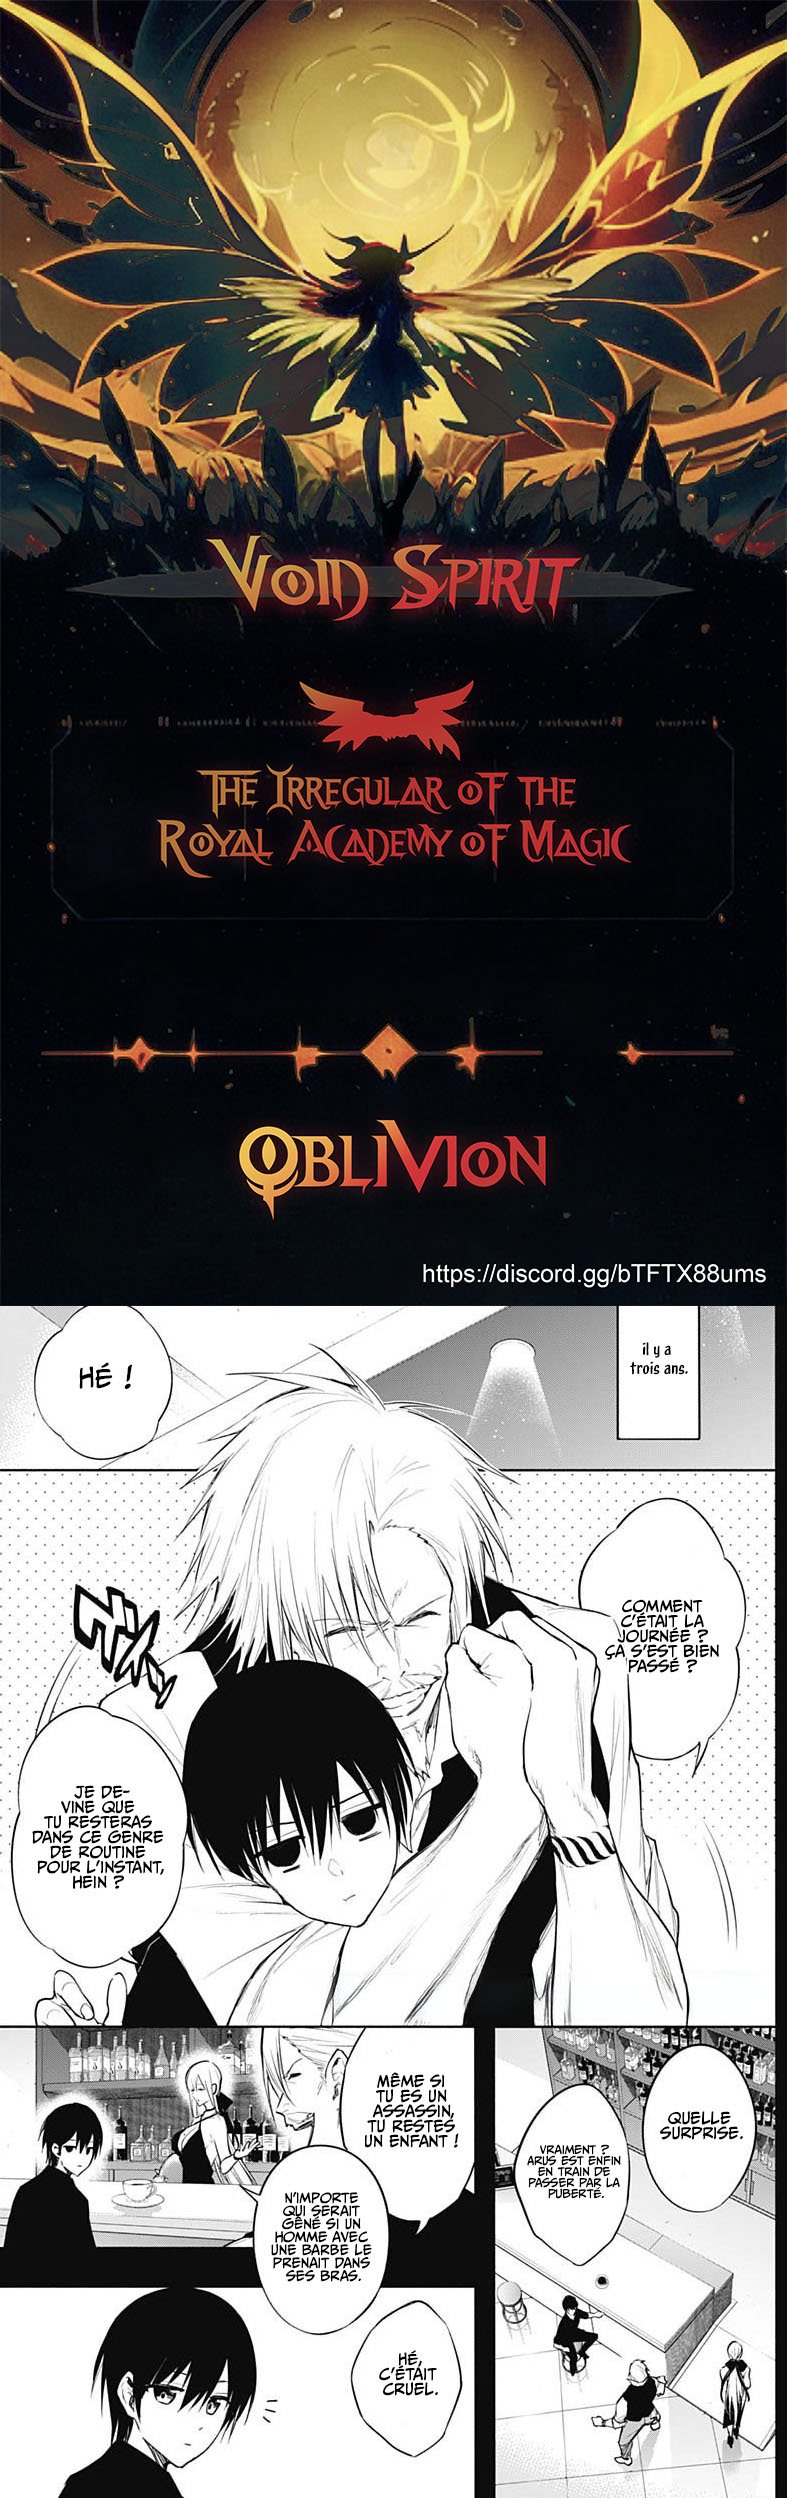 VOID SPIRIT
THE IRREGULAR OF THE
ROYAL ACADEMY OF MAGIC
OBLIVION
https://discord.gg/bTFTX88ums
il y a
trois ans.
HÉ !
COMMENT
C'ÉTAIT LA
JOURNÉE ?
ÇA S'EST BIEN
PASSÉ ?
JE DE-
VINE QUE
TU RESTERAS
DANS CE GENRE
DE ROUTINE
POUR L'INSTANT,
HEIN ?
QUELLE
SURPRISE.
VRAIMENT ?
ARUS EST ENFIN
EN TRAIN DE
PASSER PAR LA
PUBERTÉ.
MÊME SI
TU ES UN
ASSASSIN,
TU RESTES
UN ENFANT !
N'IMPORTE
QUI SERAIT
GÊNÉ SI UN
HOMME AVEC
UNE BARBE LE
PRENAIT DANS
SES BRAS.
HÉ,
C'ÉTAIT
CRUEL.